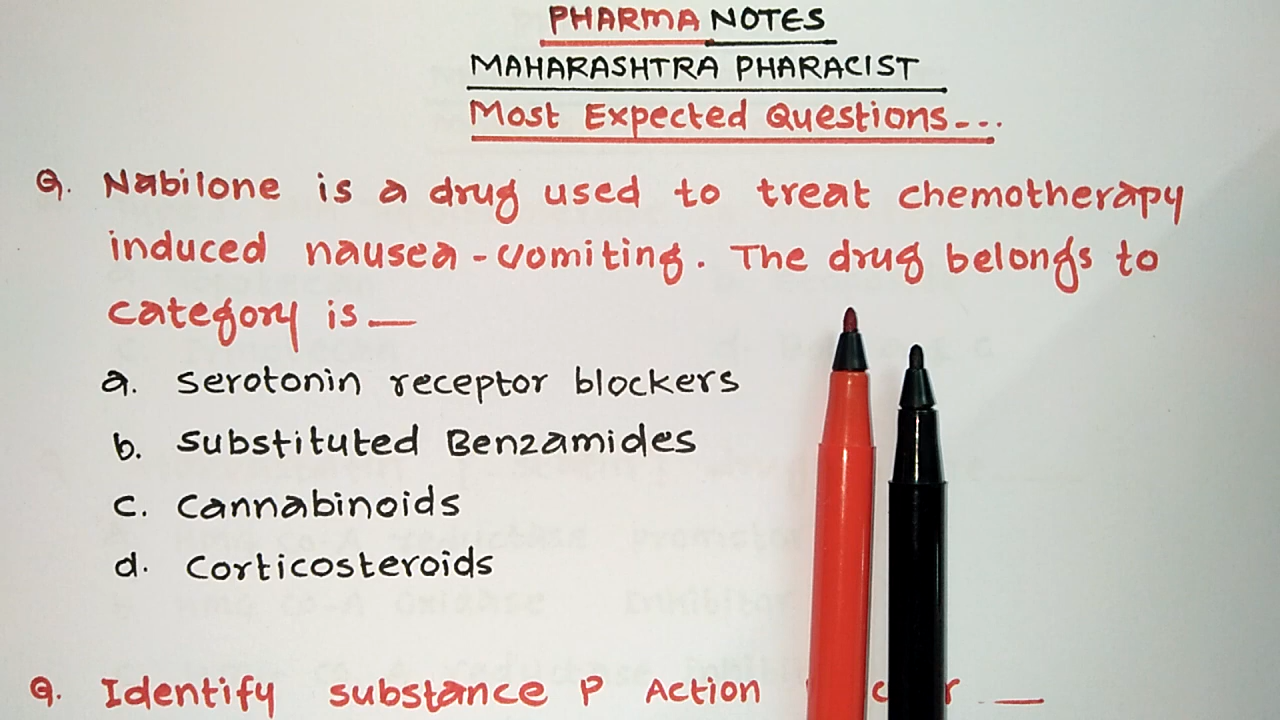 PHARMA NOTES
MAHARASHTRA PHARACIST
Most Expected Questions...
Q. Nabilone is a drug used to treat chemotherapy
induced nausea-vomiting. The drug belongs to
category is —
a. Serotonin receptor blockers
b. Substituted Benzamides
c. Cannabinoids
d. Corticosteroids
Q. Identify substance P Action —